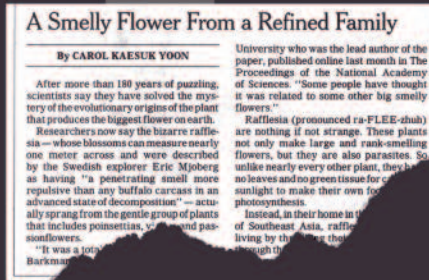 A Smelly Flower From a Refined Family
By CAROL KAESUK YOON
After more than 180 years of puzzling,
scientists say they have solved the mys-
tery of the evolutionary origins of the plant
that produces the biggest flower on earth.
Researchers now say the bizarre raffle-
sia — whose blossoms can measure nearly
one meter across and were described
by the Swedish explorer Eric Mjoberg
as having "a penetrating smell more
repulsive than any buffalo carcass in an
advanced state of decomposition" — actu-
ally sprang from the gentle group of plants
that includes poinsettias, and pas-
sionflowers.
"It was a
Barkman
University who was the lead author of the
paper, published online last month in The
Proceedings of the National Academy
of Sciences. "Some people have thought
it was related to some other big smelly
flowers."
Rafflesia (pronounced ra-FLEE-zhuh)
are nothing if not strange. These plants
not only make large and rank-smelling
flowers, but they are also parasites. So
unlike nearly every other plant, they
no leaves and no green tissue for
sunlight to make their own
photosynthesis.
Instead, in their home in
of Southeast Asia,
living by
through